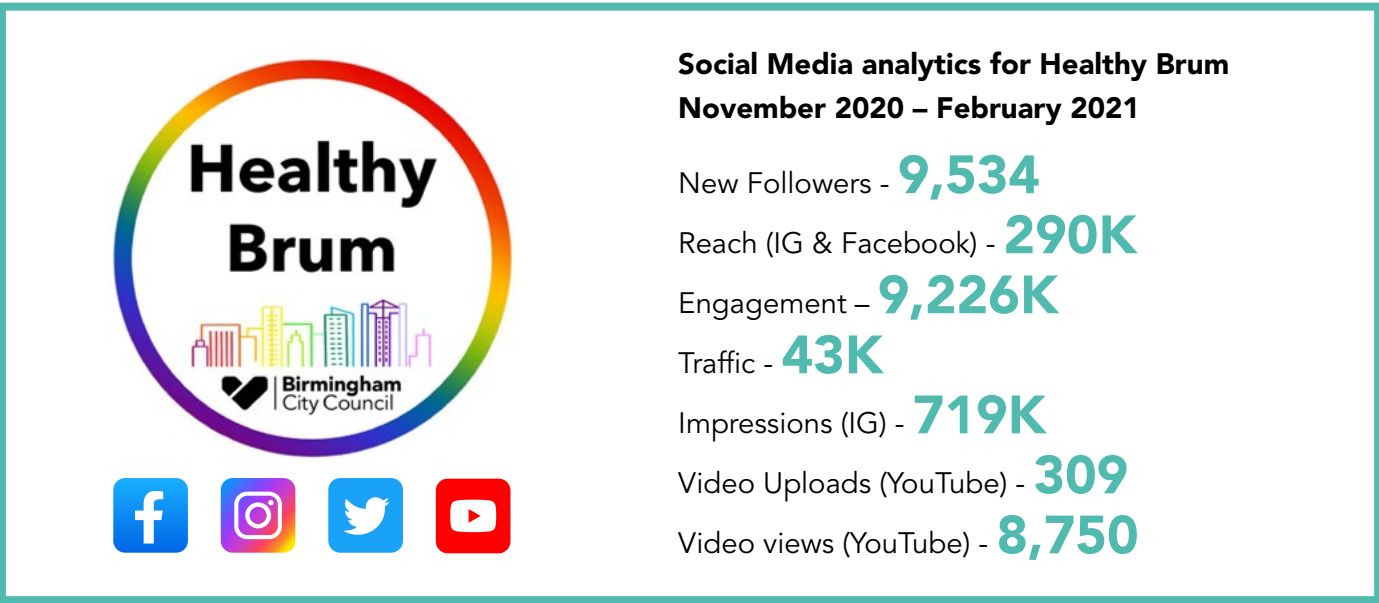 Healthy
Brum
Birmingham
City Council
Social Media analytics for Healthy Brum
November 2020 – February 2021
New Followers - 9,534
Reach (IG & Facebook) - 290K
Engagement – 9,226K
Traffic - 43K
Impressions (IG) - 719K
Video Uploads (YouTube) - 309
Video views (YouTube) - 8,750